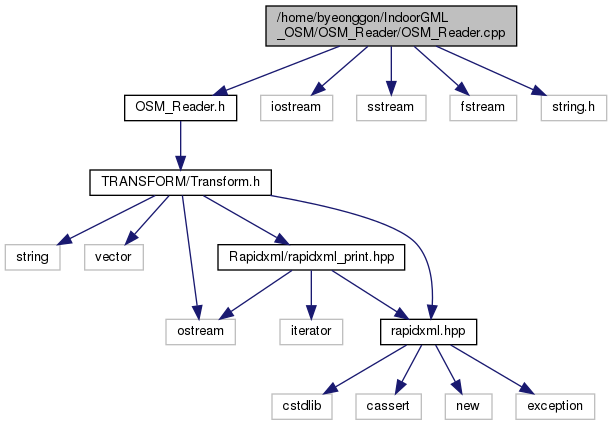 /home/byeonggon/IndoorGML
_OSM/OSM_Reader/OSM_Reader.cpp
OSM_Reader.h
iostream
sstream
fstream
string.h
TRANSFORM/Transform.h
string
vector
Rapidxml/rapidxml_print.hpp
ostream
iterator
rapidxml.hpp
cstdlib
cassert
new
exception